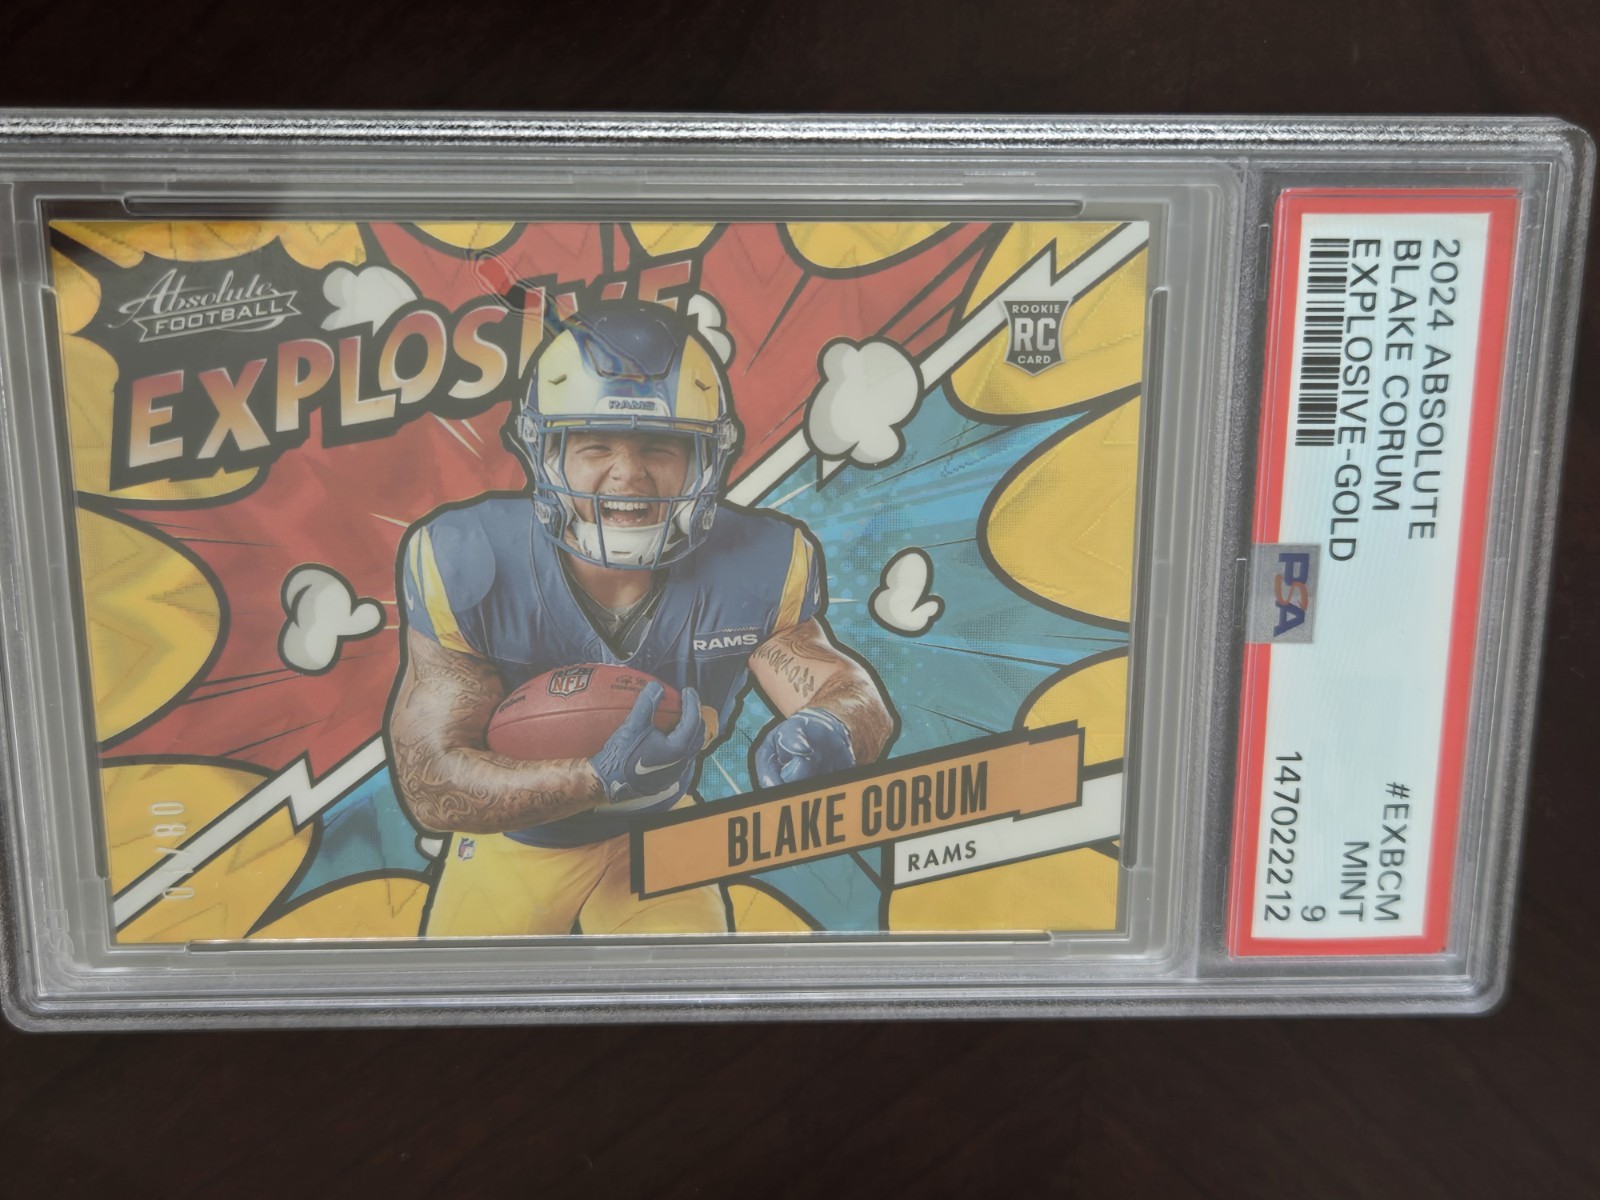 2024 ABSOLUTE
BLAKE CORUM
EXPLOSIVE-GOLD
#EXBCM
MINT
9
147022212
PSA
Absolute
FOOTBALL
EXPLOSIVE
ROOKIE
RC
CARD
RAMS
RAMS
NFL
BLAKE CORUM
RAMS